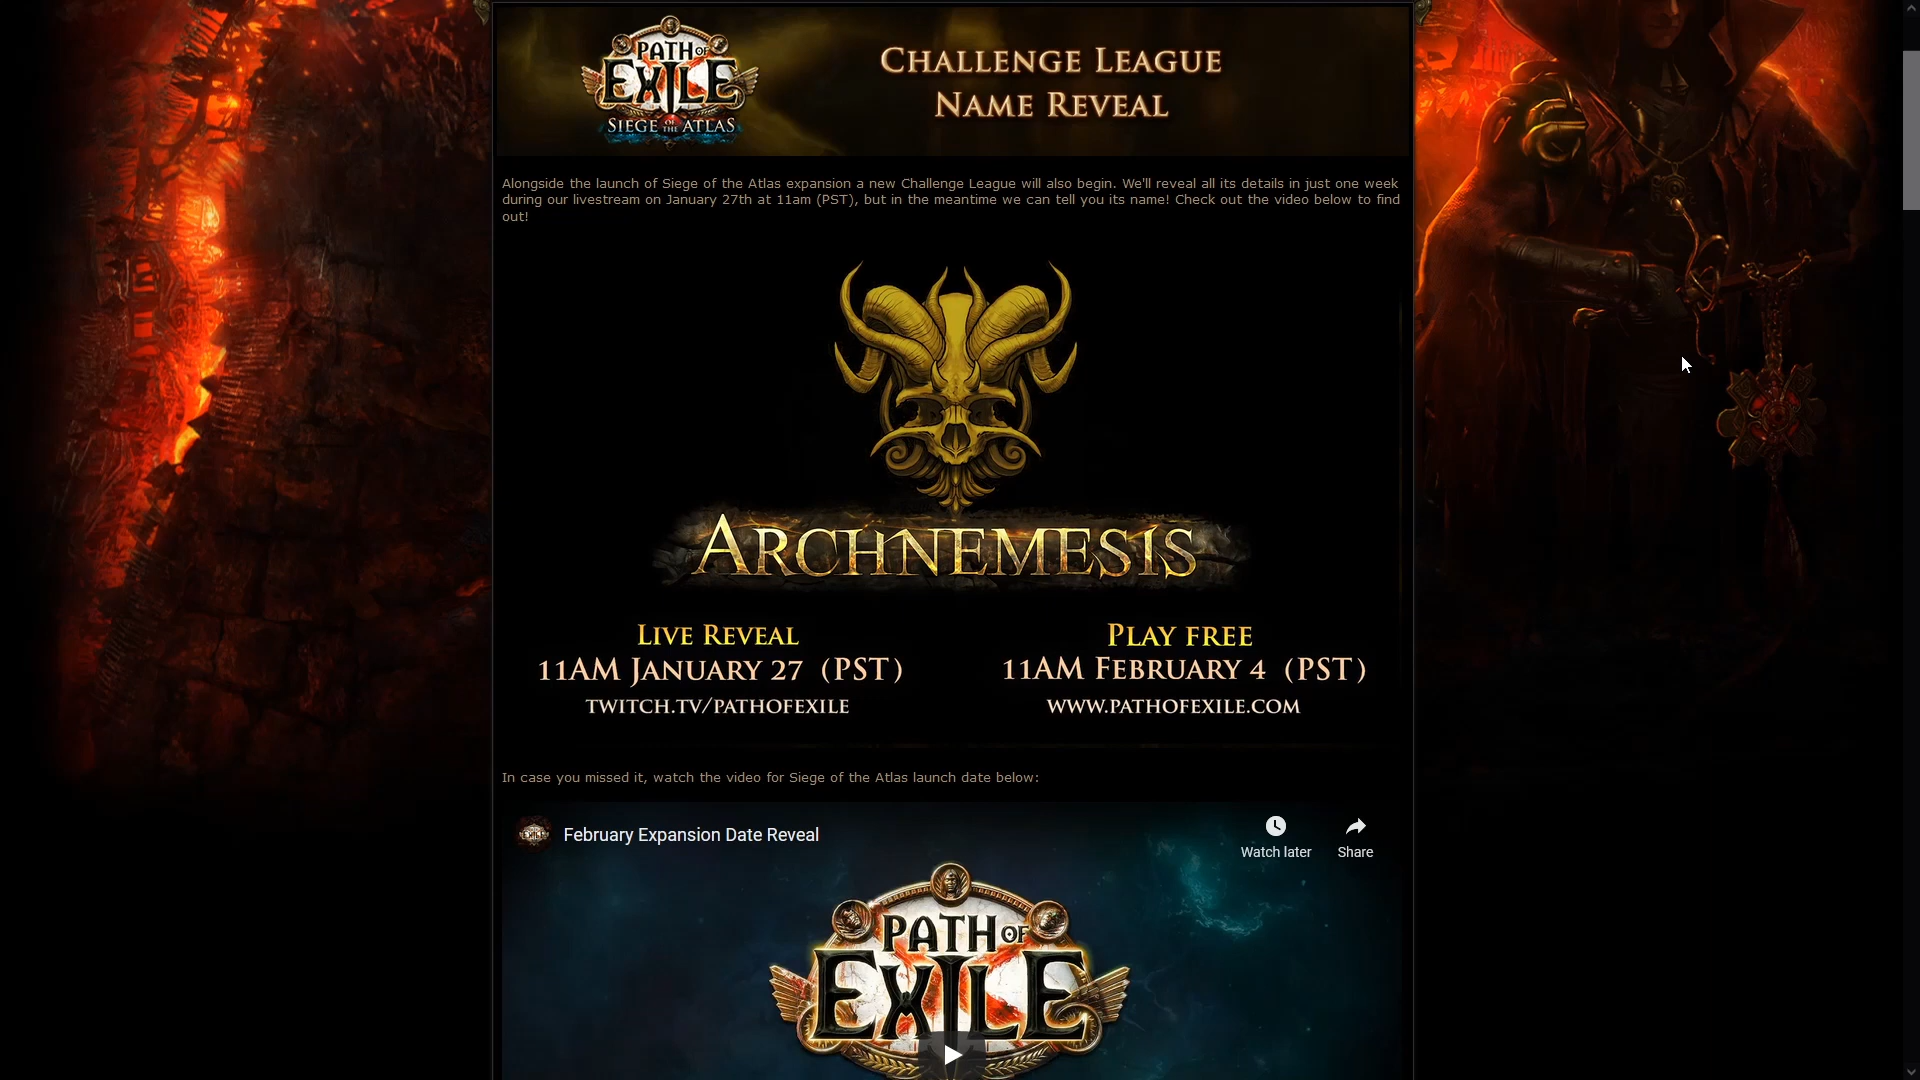 PATH OF
EXILE
SIEGE OF THE ATLAS
CHALLENGE LEAGUE
NAME REVEAL
Alongside the launch of Siege of the Atlas expansion a new Challenge League will also begin. We'll reveal all its details in just one week
during our livestream on January 27th at 11am (PST), but in the meantime we can tell you its name! Check out the video below to find
out!
ARCHNEMESIS
LIVE REVEAL
11AM JANUARY 27 (PST)
TWITCH.TV/PATHOFEXILE
PLAY FREE
11AM FEBRUARY 4 (PST)
WWW.PATHOFEXILE.COM
In case you missed it, watch the video for Siege of the Atlas launch date below:
February Expansion Date Reveal
Watch later
Share
PATH OF
EXILE